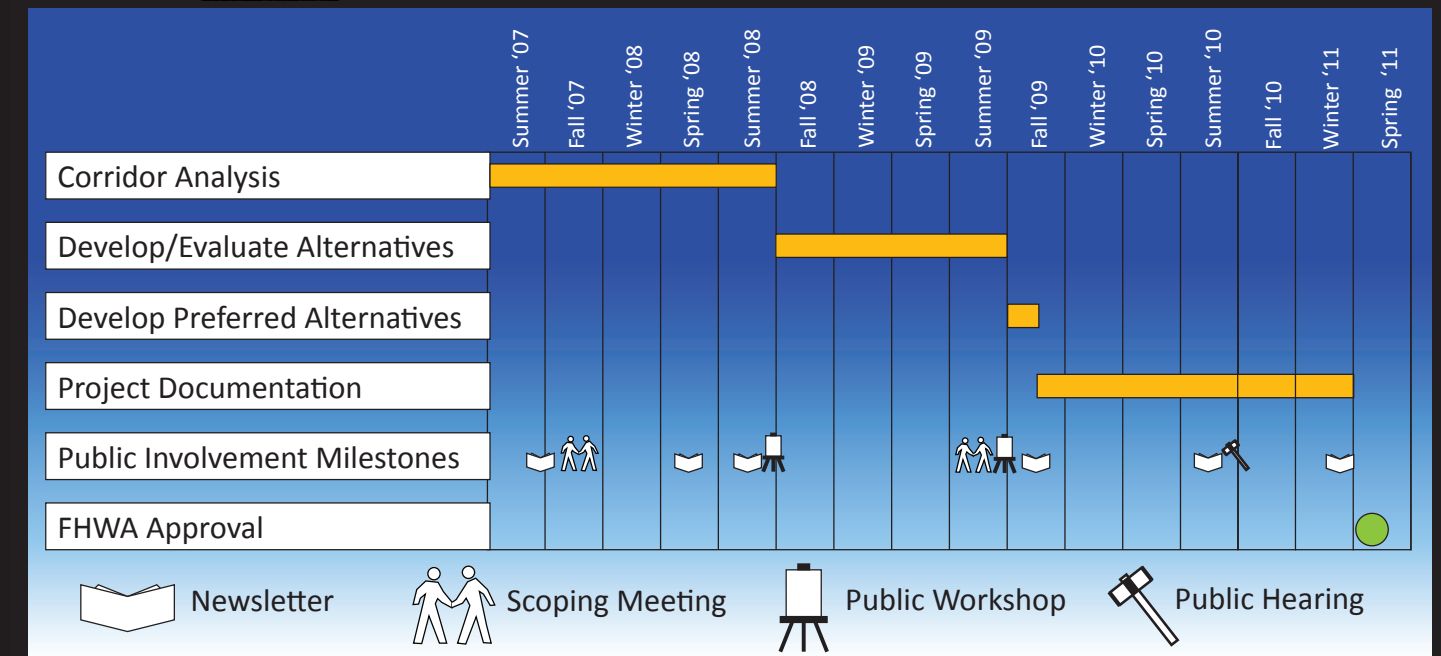 Summer ‘07
Fall ‘07
Winter ‘08
Spring ‘08
Summer ‘08
Fall ‘08
Winter ‘09
Spring ‘09
Summer ‘09
Fall ‘09
Winter ‘10
Spring ‘10
Summer ‘10
Fall ‘10
Winter ‘11
Spring ‘11
Corridor Analysis
Develop/Evaluate Alternatives
Develop Preferred Alternatives
Project Documentation
Public Involvement Milestones
FHWA Approval
Newsletter
Scoping Meeting
Public Workshop
Public Hearing